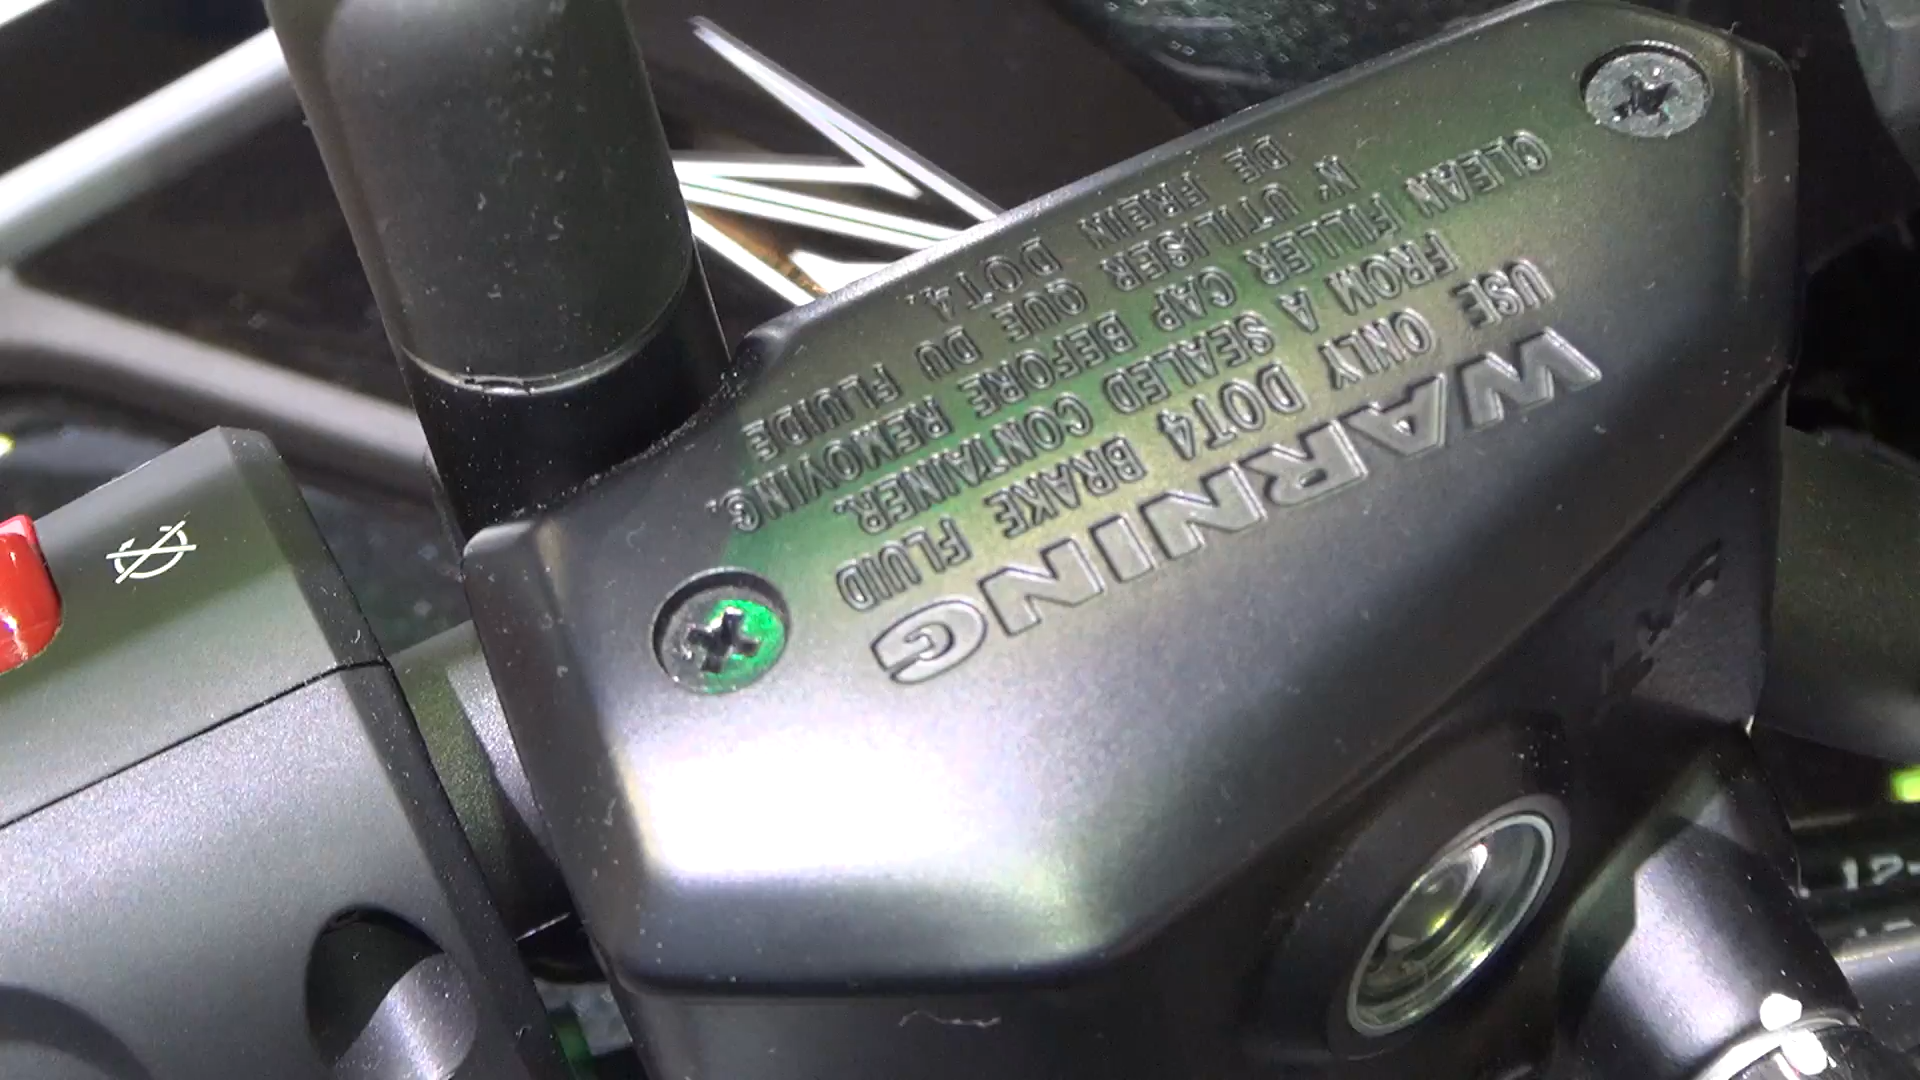 WARNING
USE ONLY DOT4 BRAKE FLUID
FROM A SEALED CONTAINER.
CLEAN FILLER CAP BEFORE REMOVING.
N' UTILISER QUE DU FLUIDE
DE FREIN DOT4.